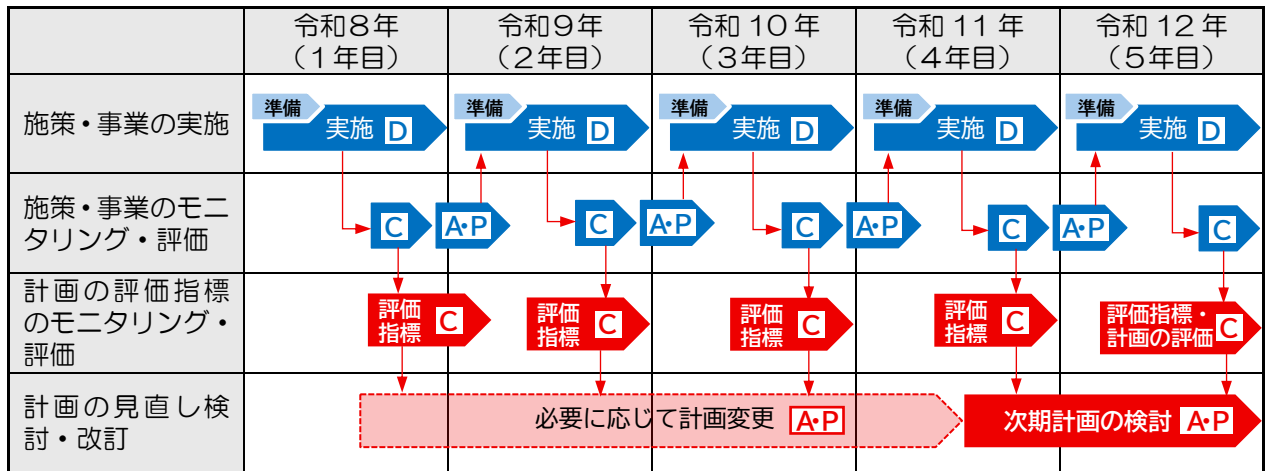 令和８年
（１年目）
令和９年
（２年目）
令和 10 年
（３年目）
令和 11 年
（４年目）
令和 12 年
（５年目）
施策・事業の実施
準備
実施 D
準備
実施 D
準備
実施 D
準備
実施 D
準備
実施 D
施策・事業のモニ
タリング・評価
C
A・P
C
A・P
C
A・P
C
A・P
C
計画の評価指標
のモニタリング・
評価
評価
指標 C
評価
指標 C
評価
指標 C
評価
指標 C
評価指標・
計画の評価 C
計画の見直し検
討・改訂
必要に応じて計画変更 A・P
次期計画の検討 A・P